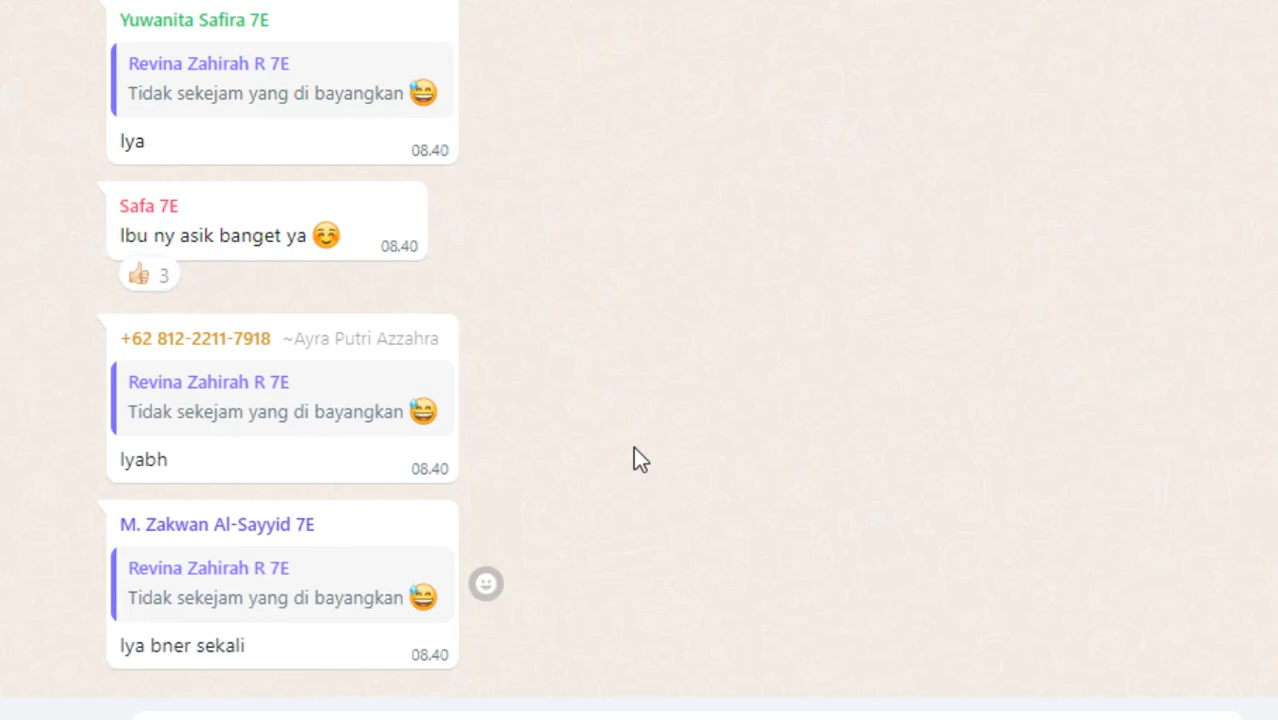 Yuwanita Safira 7E
Revina Zahirah R 7E
Tidak sekejam yang di bayangkan 😅
Iya
08.40
Safa 7E
Ibu ny asik banget ya ☺️
08.40
👍🏻 3
+62 812-2211-7918 ~Ayra Putri Azzahra
Revina Zahirah R 7E
Tidak sekejam yang di bayangkan 😅
Iyabh
08.40
M. Zakwan Al-Sayyid 7E
Revina Zahirah R 7E
Tidak sekejam yang di bayangkan 😅
Iya bner sekali
08.40